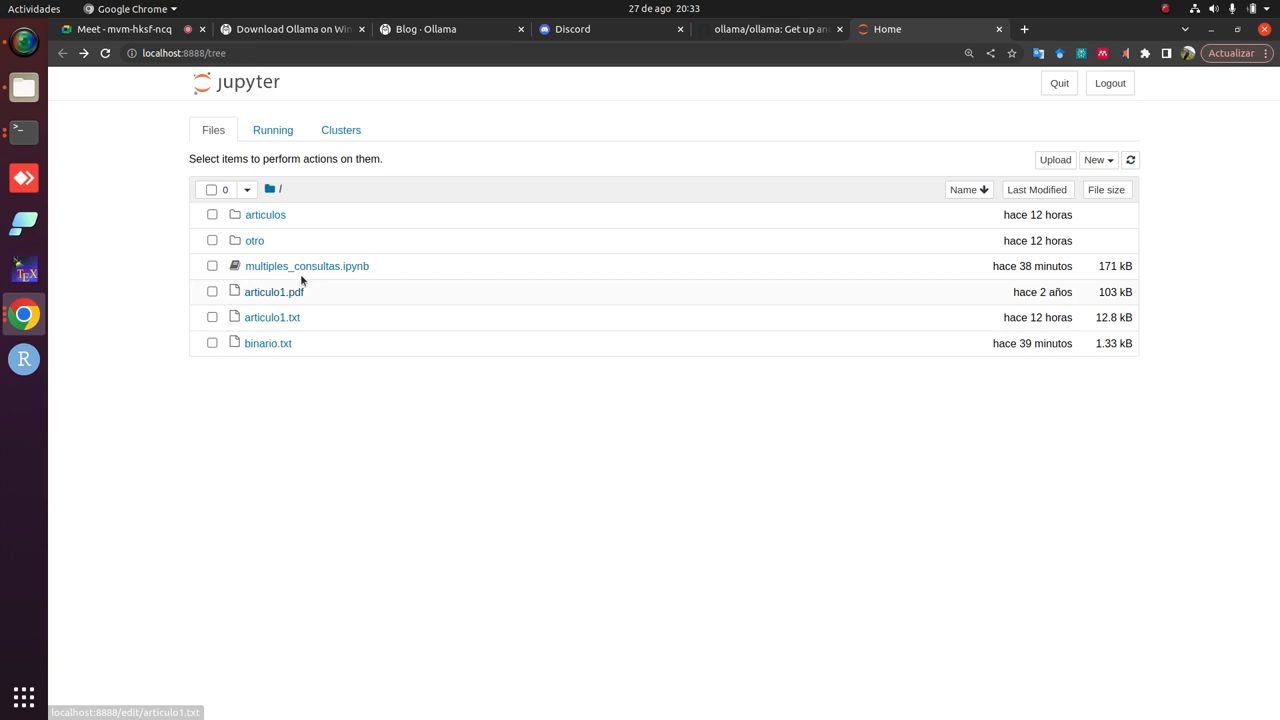 Actividades Google Chrome 27 de ago 20:33
Meet - mvm-hksf-ncq Download Ollama on Win Blog · Ollama Discord ollama/ollama: Get up an Home
localhost:8888/tree Actualizar
jupyter Quit Logout
Files Running Clusters
Select items to perform actions on them. Upload New
0 / Name Last Modified File size
articulos hace 12 horas
otro hace 12 horas
multiples_consultas.ipynb hace 38 minutos 171 kB
articulo1.pdf hace 2 años 103 kB
articulo1.txt hace 12 horas 12.8 kB
binario.txt hace 39 minutos 1.33 kB
TEX
R
localhost:8888/edit/articulo1.txt